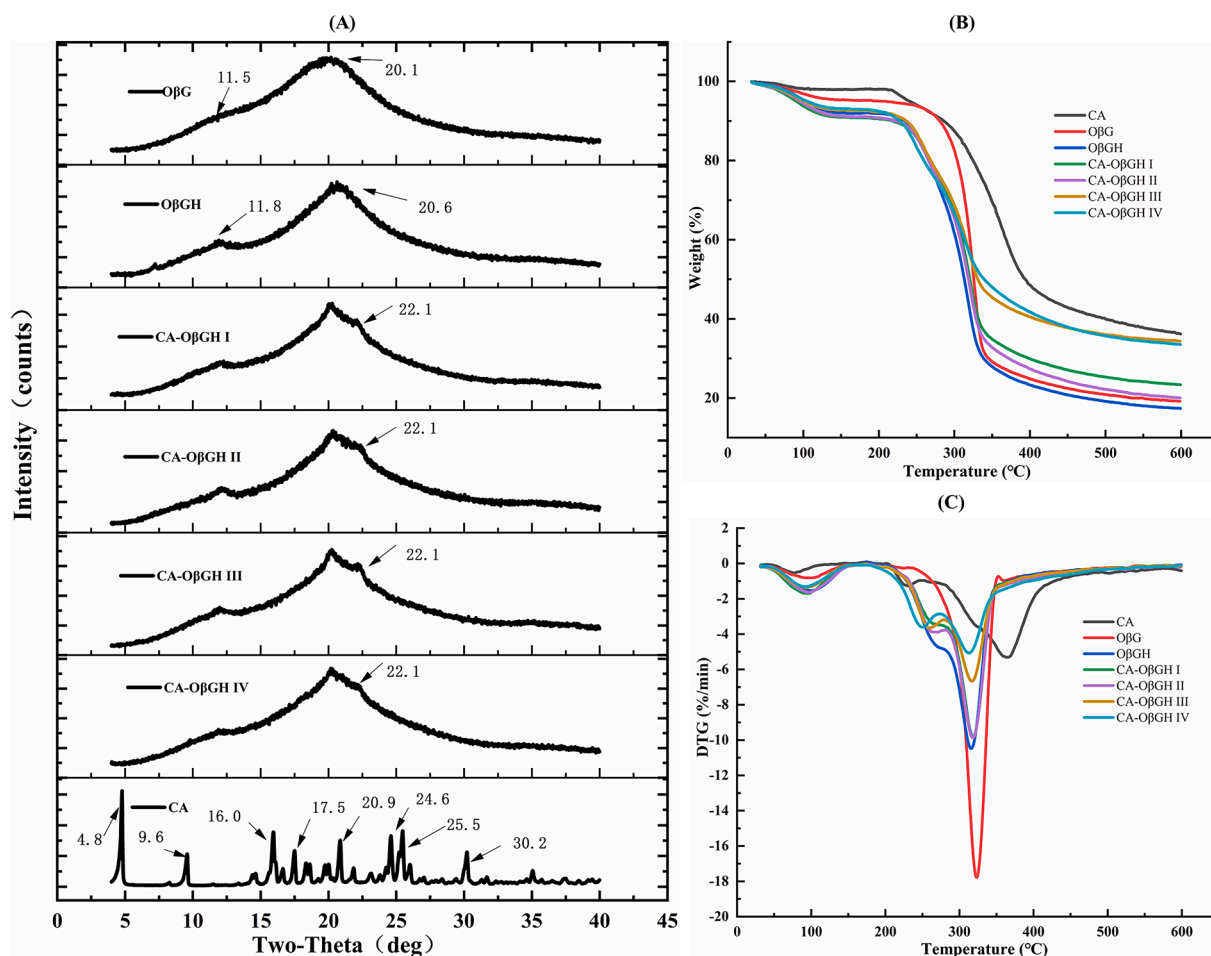 (A)
OβG
11.5
20.1
OβGH
11.8
20.6
CA-OβGH I
22.1
CA-OβGH II
22.1
CA-OβGH III
22.1
CA-OβGH IV
22.1
CA
4.8
9.6
16.0
17.5
20.9
24.6
25.5
30.2
0 5 10 15 20 25 30 35 40 45
Two-Theta（deg）
Intensity（counts）
(B)
100
80
60
40
20
Weight (%)
CA
OβG
OβGH
CA-OβGH I
CA-OβGH II
CA-OβGH III
CA-OβGH IV
0 100 200 300 400 500 600
Temperature (℃)
(C)
2
0
-2
-4
-6
-8
-10
-12
-14
-16
-18
-20
DTG (%/min)
CA
OβG
OβGH
CA-OβGH I
CA-OβGH II
CA-OβGH III
CA-OβGH IV
0 100 200 300 400 500 600
Temperature (℃)